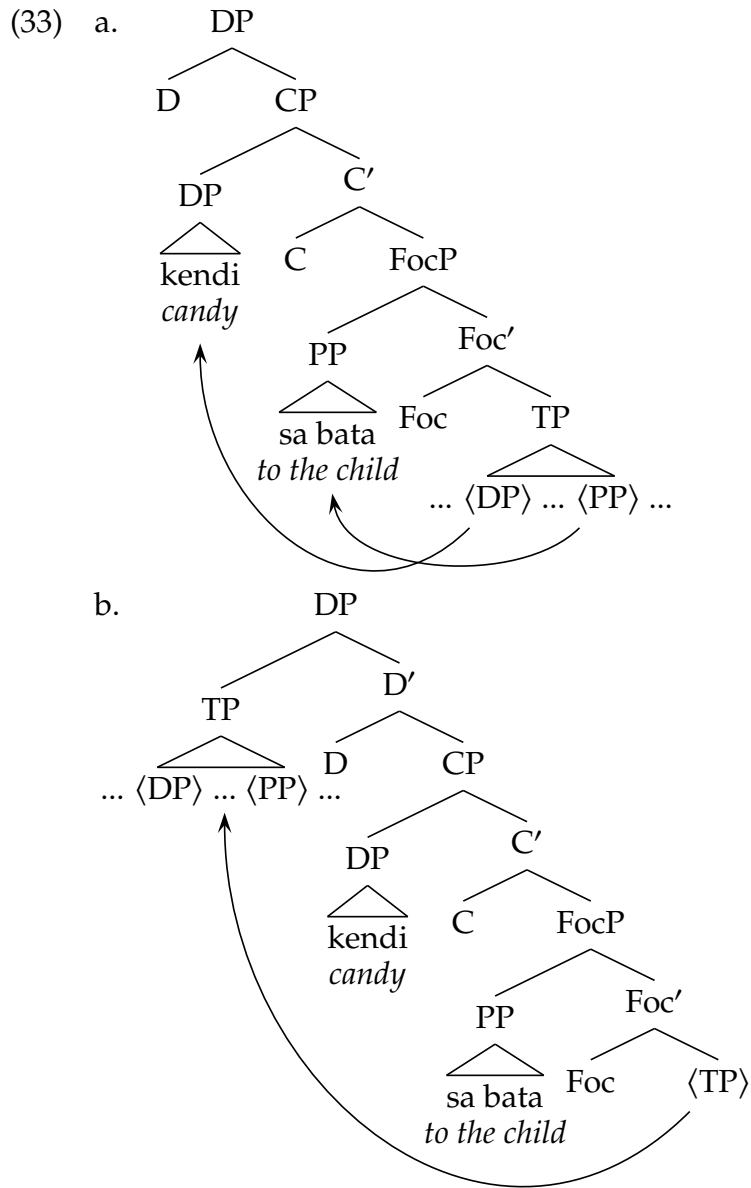 (33) a. DP
D CP
DP C′
kendi C FocP
candy
PP Foc′
sa bata Foc TP
to the child
... ⟨DP⟩ ... ⟨PP⟩ ...
b. DP
TP D′
... ⟨DP⟩ ... ⟨PP⟩ ... D CP
DP C′
kendi C FocP
candy
PP Foc′
sa bata Foc ⟨TP⟩
to the child